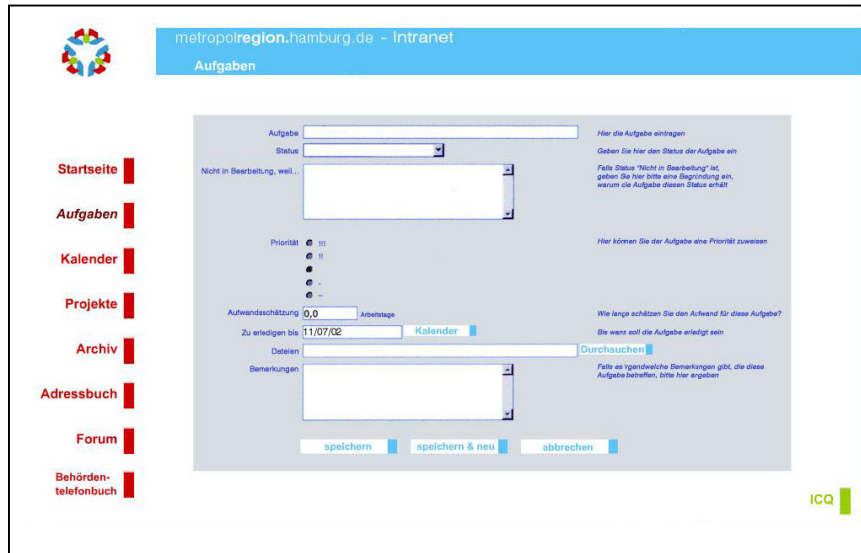 metropolregion.hamburg.de - Intranet
Aufgaben
Startseite
Aufgaben
Kalender
Projekte
Archiv
Adressbuch
Forum
Behörden-
telefonbuch
Aufgabe
Hier die Aufgabe eintragen
Status
Geben Sie hier den Status der Aufgabe ein
Nicht in Bearbeitung, weil...
Falls Status "Nicht in Bearbeitung" ist,
geben Sie hier bitte eine Begründung ein,
warum die Aufgabe diesen Status erhält
Priorität
!!!
Hier können Sie der Aufgabe eine Priorität zuweisen
!!
-
--
Aufwandsschätzung 0,0 Arbeitstage
Wie lange schätzen Sie den Aufwand für diese Aufgabe?
Zu erledigen bis 11/07/02 Kalender
Bis wann soll die Aufgabe erledigt sein
Dateien
Durchsuchen
Bemerkungen
Falls es irgendwelche Bemerkungen gibt, die diese
Aufgabe betreffen, bitte hier ergeben
speichern
speichern & neu
abbrechen
ICQ